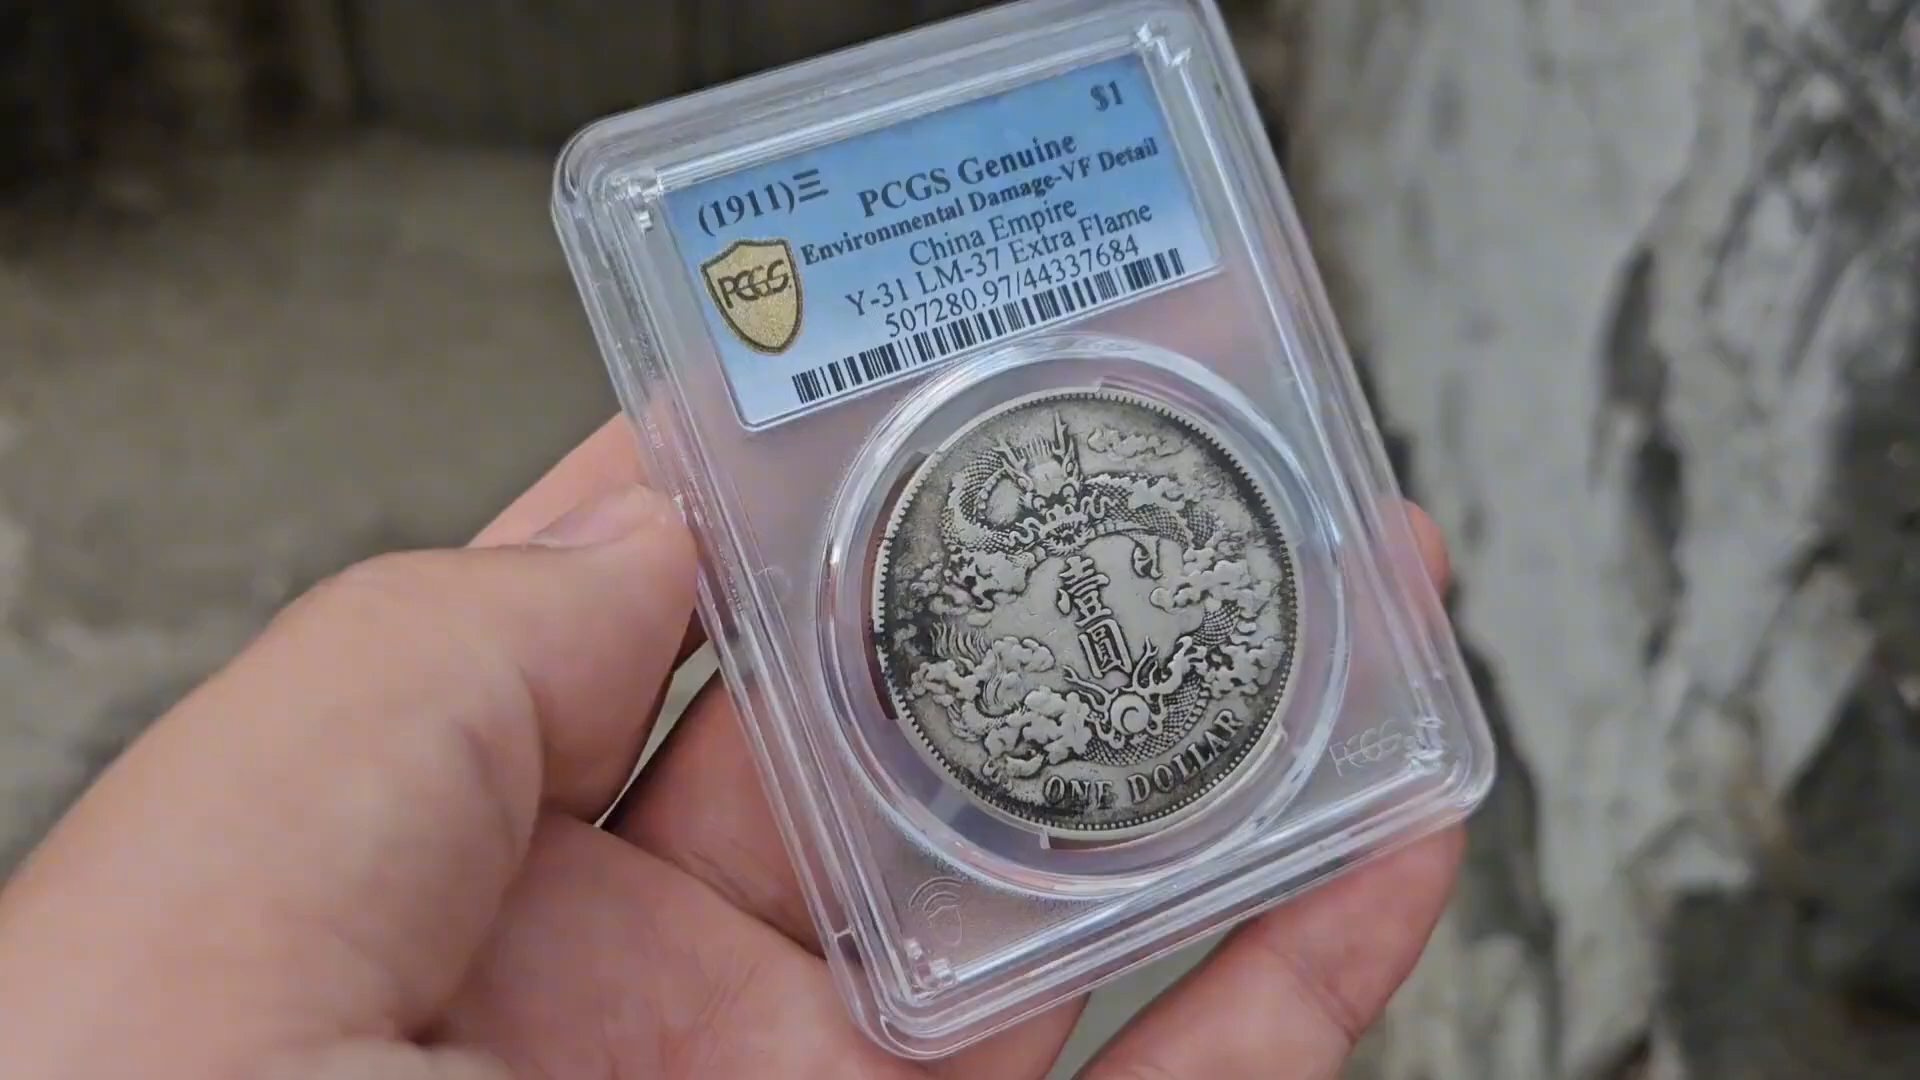 $1
(1911)三 PCGS Genuine
Environmental Damage-VF Detail
China Empire
Y-31 LM-37 Extra Flame
507280.97/44337684
PCGS
壹圓
ONE DOLLAR
PCGS